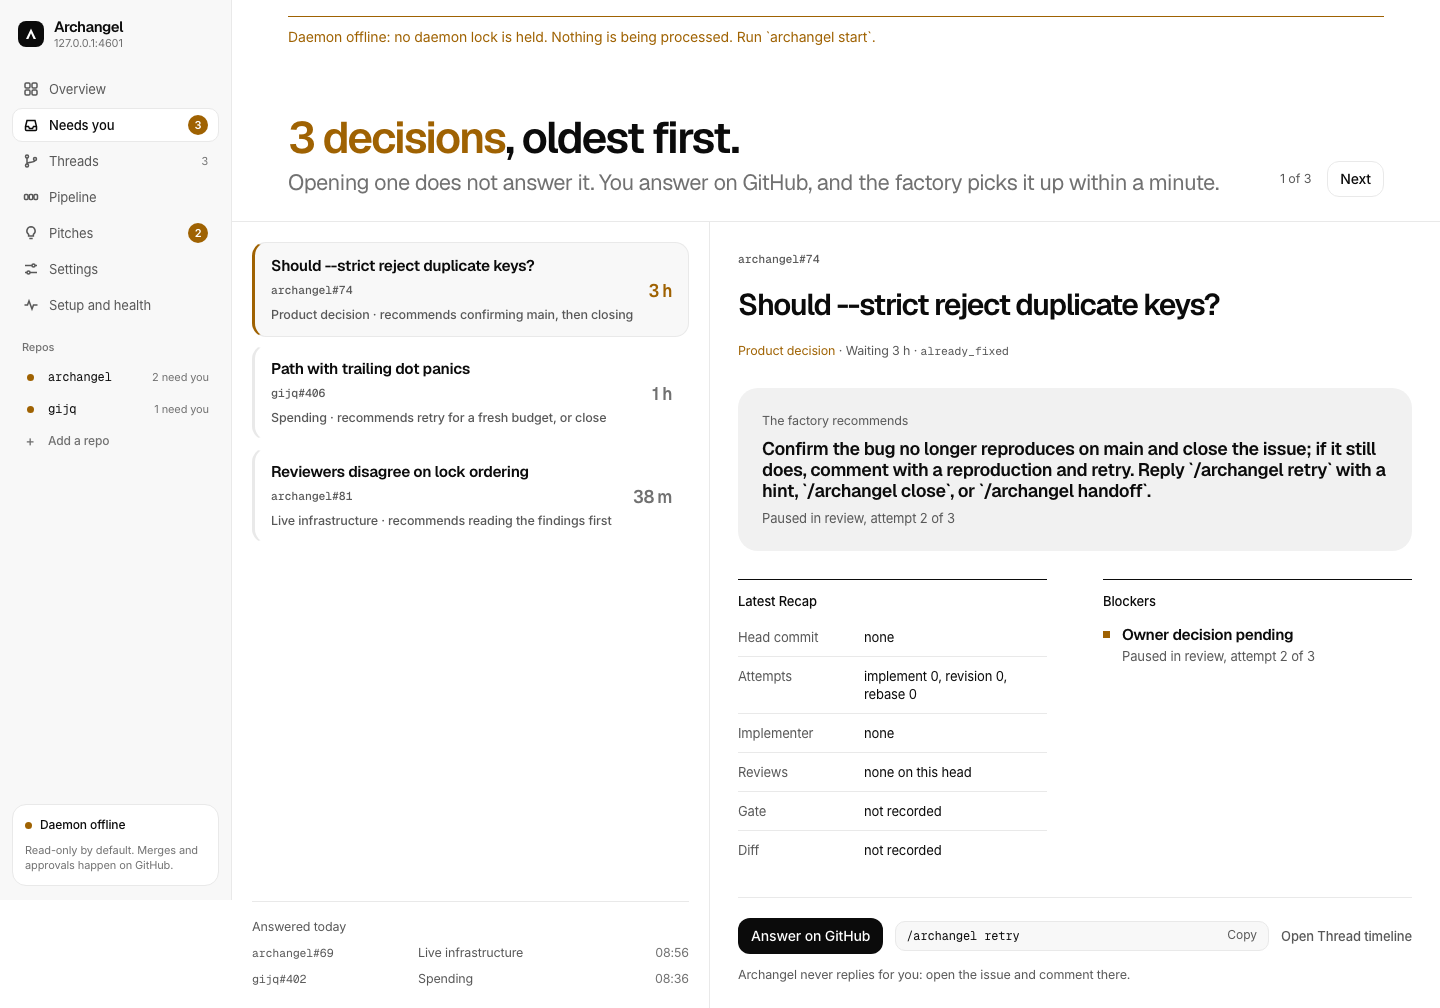 Archangel
127.0.0.1:4601
Overview
Needs you 3
Threads 3
Pipeline
Pitches 2
Settings
Setup and health
Repos
archangel 2 need you
gijq 1 need you
+ Add a repo
Daemon offline
Read-only by default. Merges and
approvals happen on GitHub.
Daemon offline: no daemon lock is held. Nothing is being processed. Run `archangel start`.
3 decisions, oldest first.
Opening one does not answer it. You answer on GitHub, and the factory picks it up within a minute.
1 of 3 Next
Should --strict reject duplicate keys?
archangel#74
3 h
Product decision · recommends confirming main, then closing
Path with trailing dot panics
gijq#406
1 h
Spending · recommends retry for a fresh budget, or close
Reviewers disagree on lock ordering
archangel#81
38 m
Live infrastructure · recommends reading the findings first
Answered today
archangel#69 Live infrastructure 08:56
gijq#402 Spending 08:36
archangel#74
Should --strict reject duplicate keys?
Product decision · Waiting 3 h · already_fixed
The factory recommends
Confirm the bug no longer reproduces on main and close the issue; if it still
does, comment with a reproduction and retry. Reply `/archangel retry` with a
hint, `/archangel close`, or `/archangel handoff`.
Paused in review, attempt 2 of 3
Latest Recap
Head commit none
Attempts implement 0, revision 0,
rebase 0
Implementer none
Reviews none on this head
Gate not recorded
Diff not recorded
Blockers
Owner decision pending
Paused in review, attempt 2 of 3
Answer on GitHub /archangel retry Copy Open Thread timeline
Archangel never replies for you: open the issue and comment there.